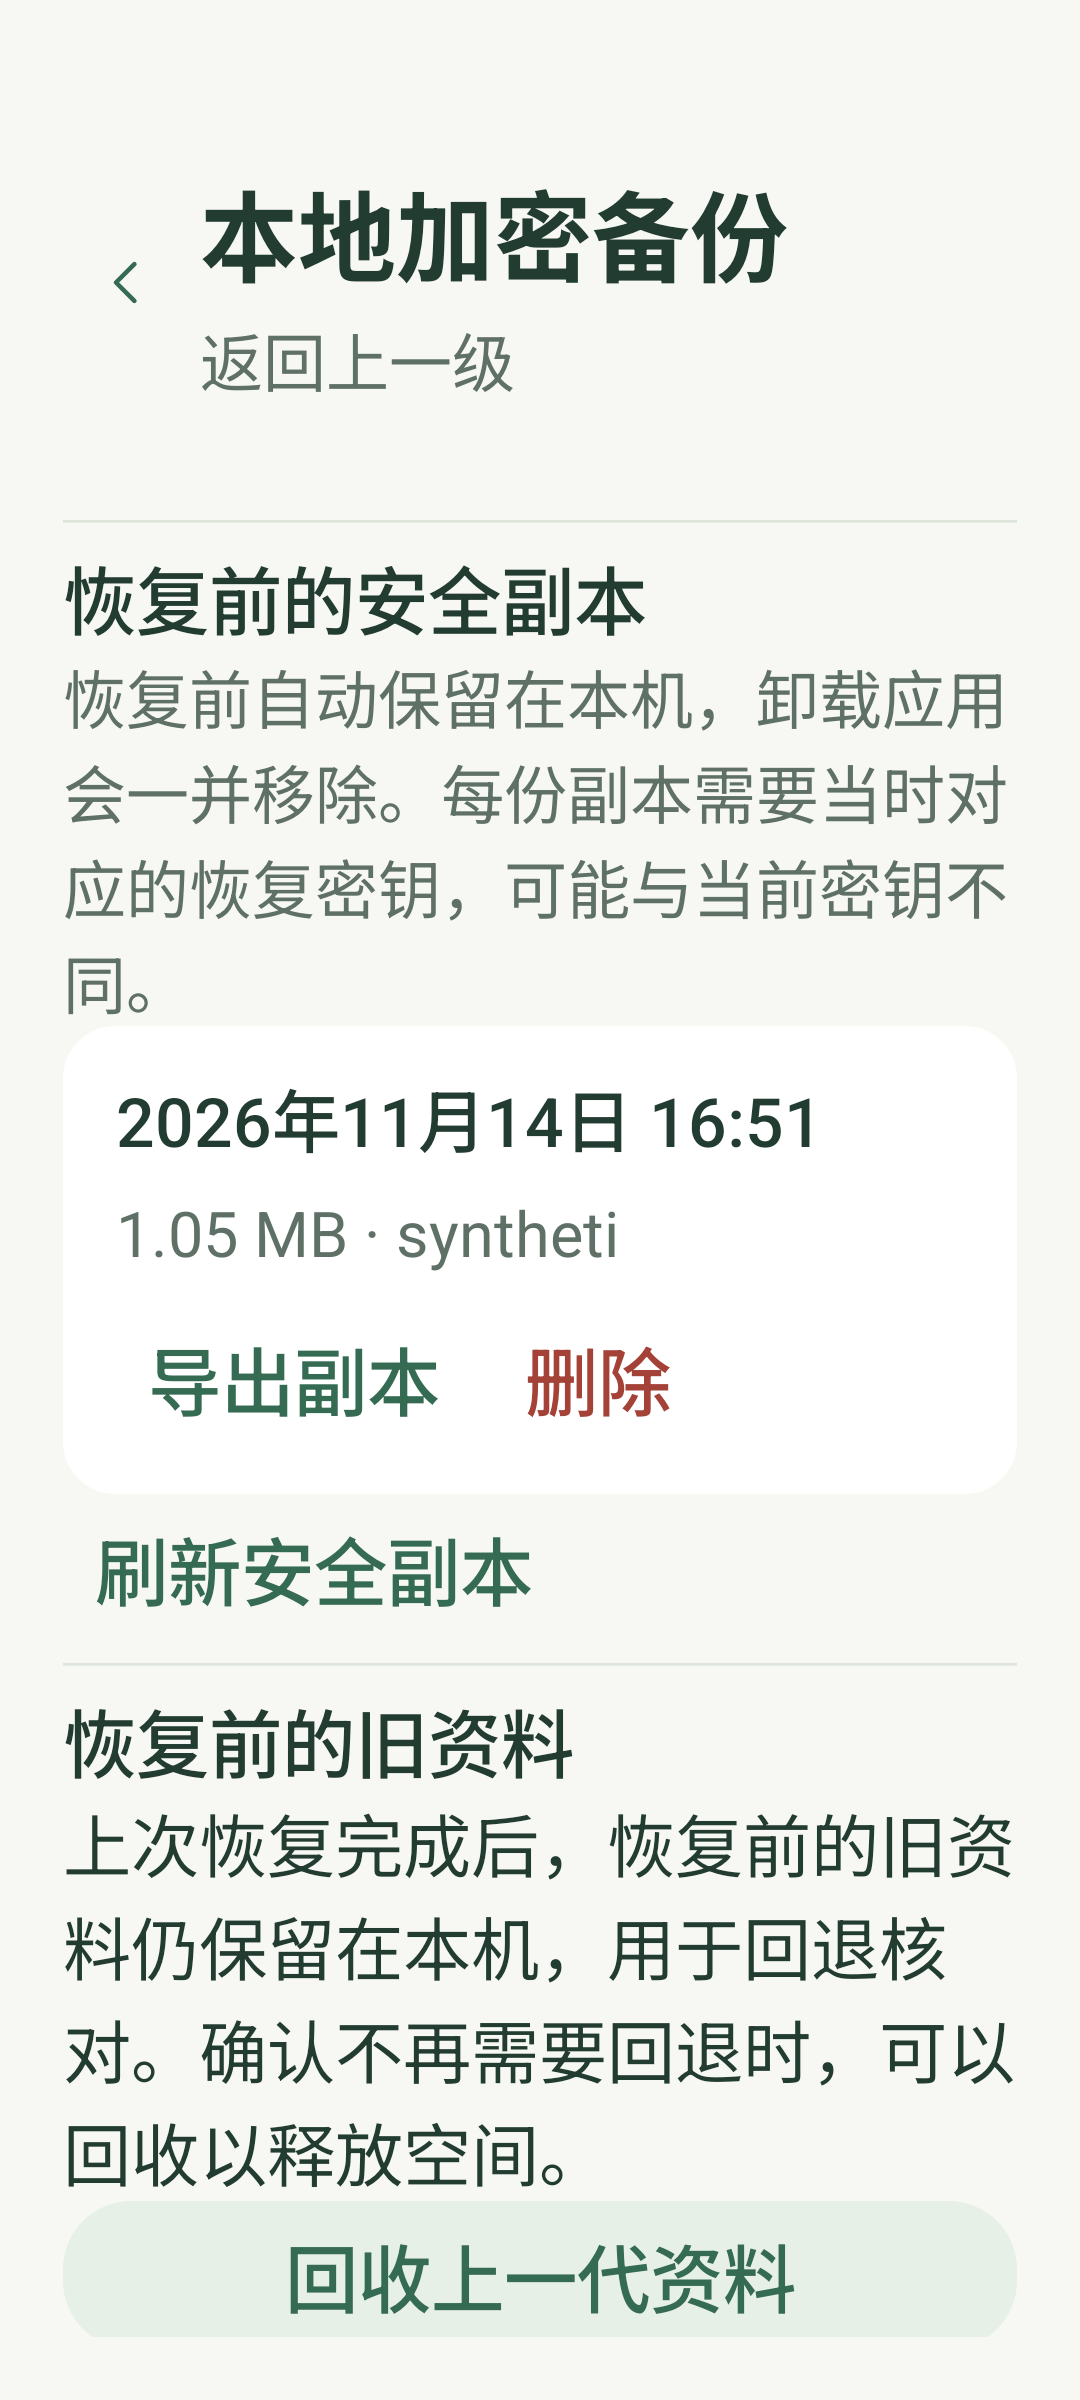 本地加密备份
返回上一级
恢复前的安全副本
恢复前自动保留在本机，卸载应用
会一并移除。每份副本需要当时对
应的恢复密钥，可能与当前密钥不
同。
2026年11月14日 16:51
1.05 MB · syntheti
导出副本 删除
刷新安全副本
恢复前的旧资料
上次恢复完成后，恢复前的旧资
料仍保留在本机，用于回退核
对。确认不再需要回退时，可以
回收以释放空间。
回收上一代资料